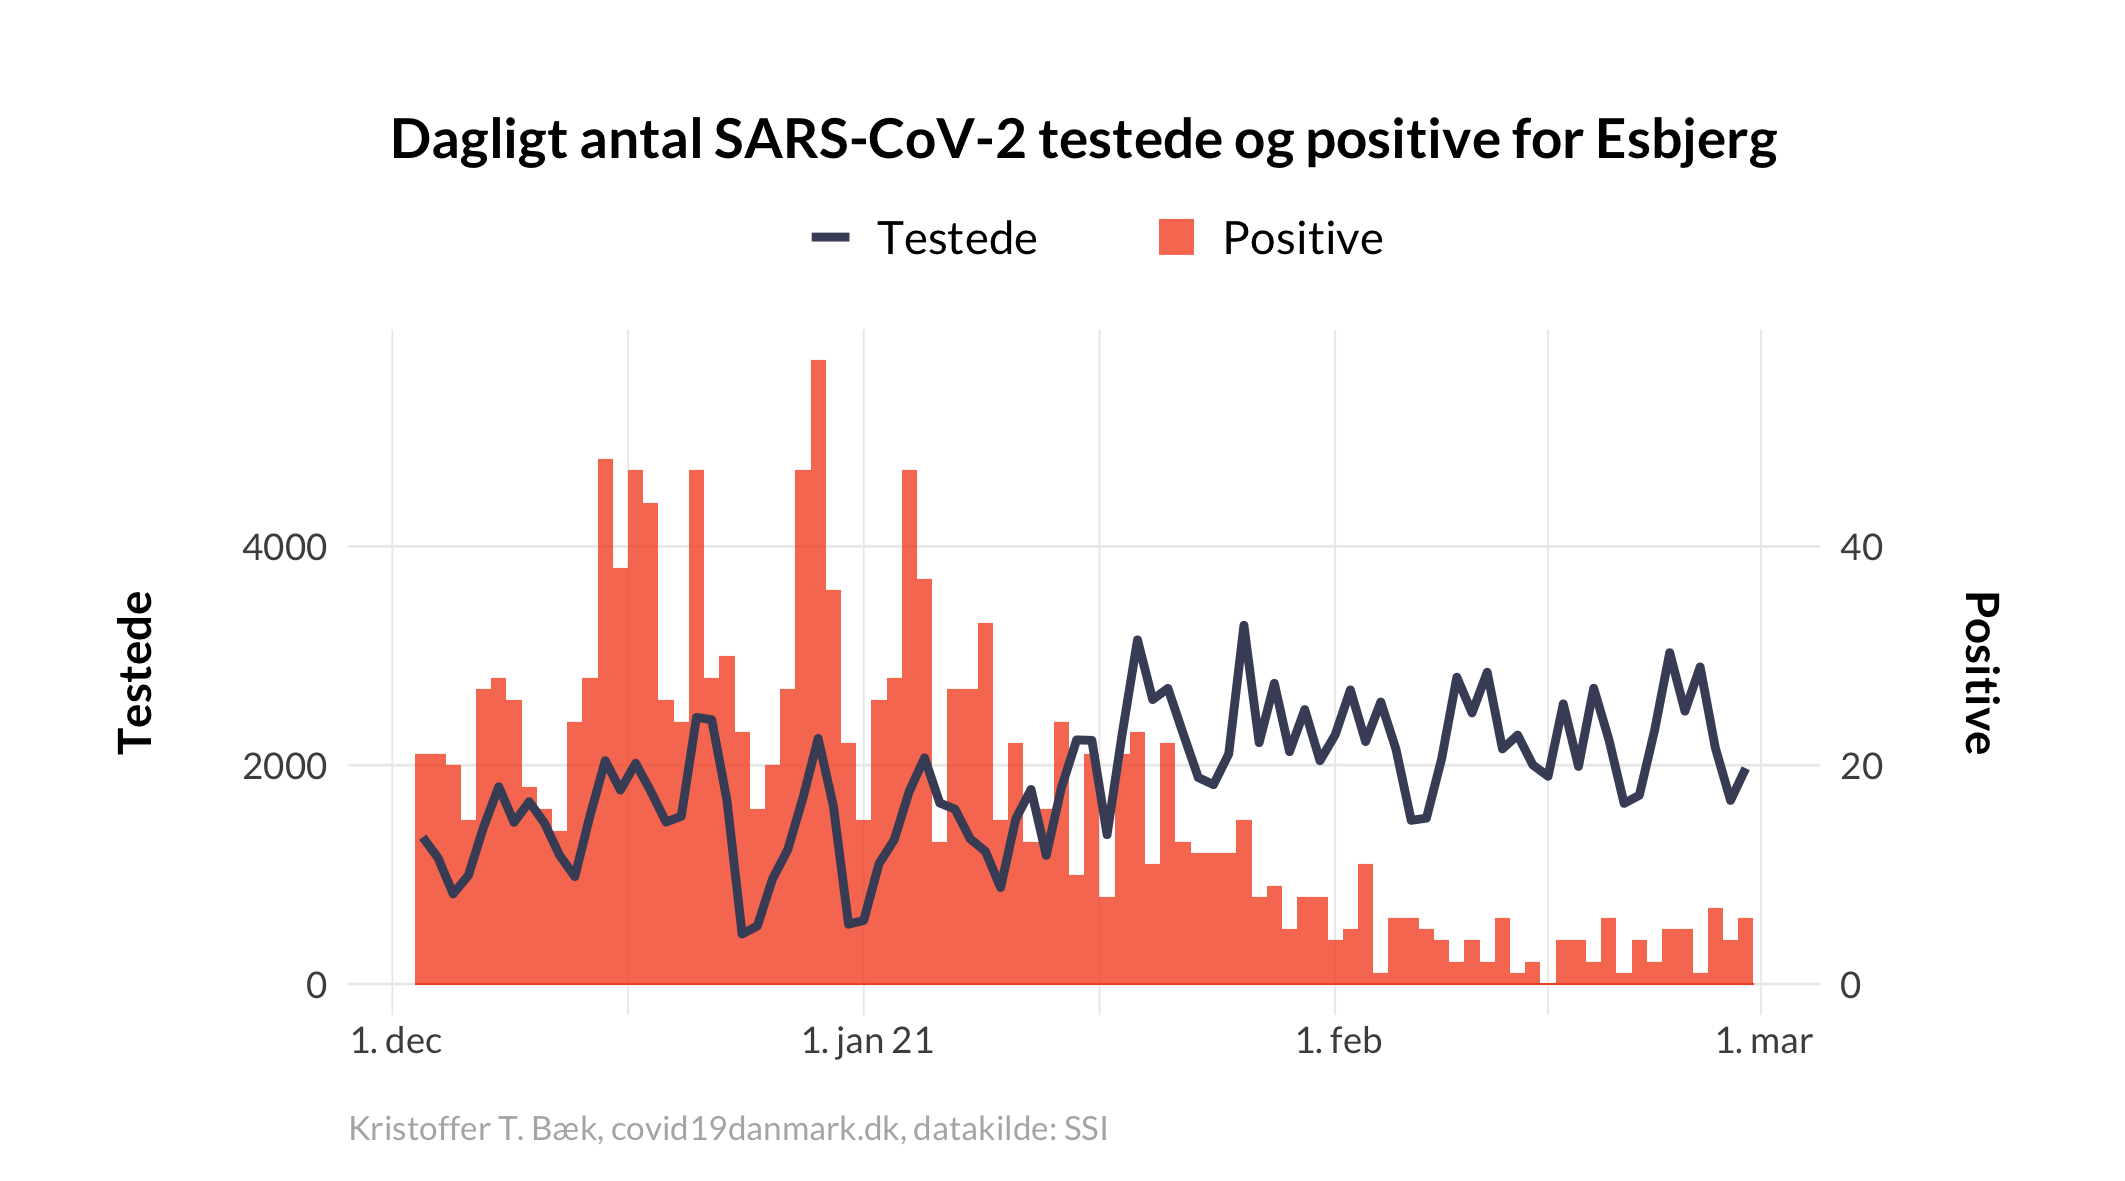 Dagligt antal SARS-CoV-2 testede og positive for Esbjerg
Testede
Positive
4000
2000
0
Testede
40
20
0
Positive
1. dec
1. jan 21
1. feb
1. mar
Kristoffer T. Bæk, covid19danmark.dk, datakilde: SSI